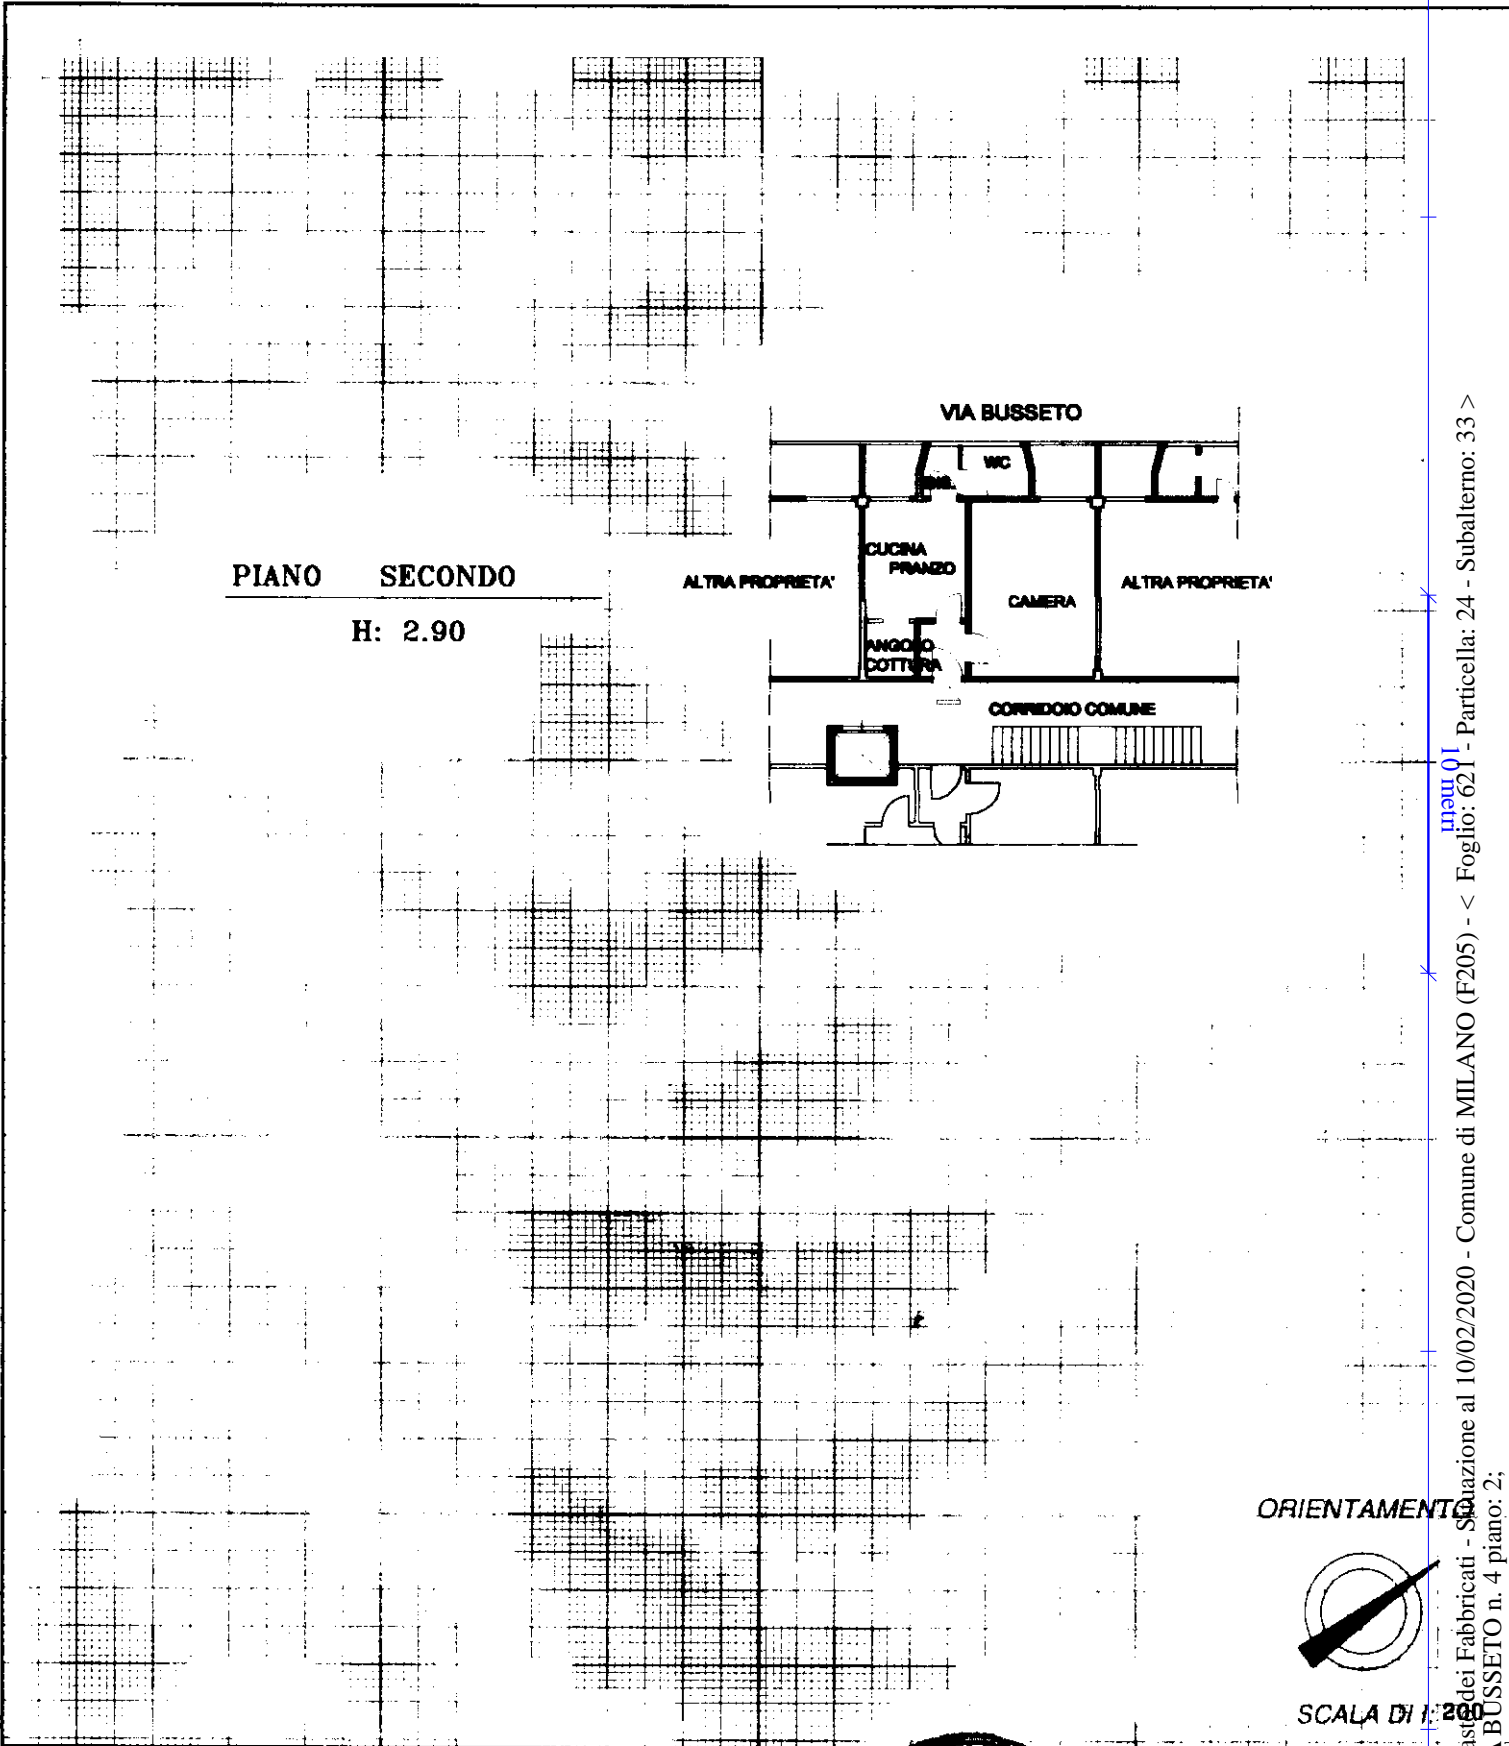 VIA BUSSETO
WC
CUCINA
PRANZO
ALTRA PROPRIETA'
ALTRA PROPRIETA'
CAMERA
ANGOLO
COTTURA
CORRIDOIO COMUNE
PIANO SECONDO
H: 2.90
10 metri
ORIENTAMENTO
SCALA DI 1: 200
dei Fabbricati - Situazione al 10/02/2020 - Comune di MILANO (F205) - < Foglio: 621 - Particella: 24 - Subalterno: 33 >
BUSSETO n. 4 piano: 2;